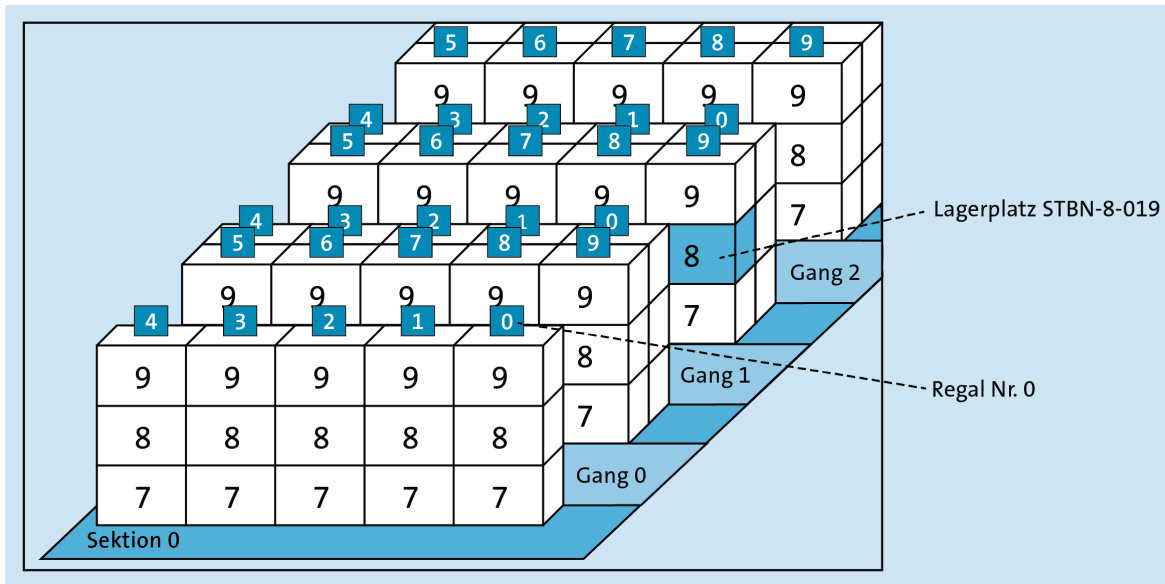 5 6 7 8 9
9 9 9 9 9
4 3 2 1 0
5 6 7 8 9
8
9 9 9 9 9
7
Lagerplatz STBN-8-019
4 3 2 1 0
5 6 7 8 9
8
Gang 2
9 9 9 9 9
7
4 3 2 1 0
8
Gang 1
9 9 9 9 9
Regal Nr. 0
7
8 8 8 8 8
Gang 0
7 7 7 7 7
Sektion 0